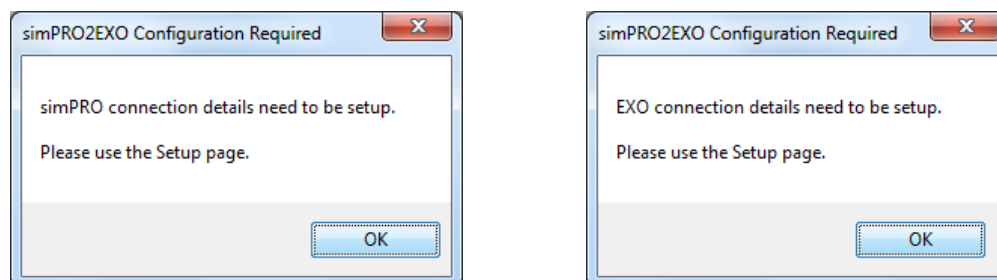 simPRO2EXO Configuration Required
simPRO connection details need to be setup.
Please use the Setup page.
OK
simPRO2EXO Configuration Required
EXO connection details need to be setup.
Please use the Setup page.
OK